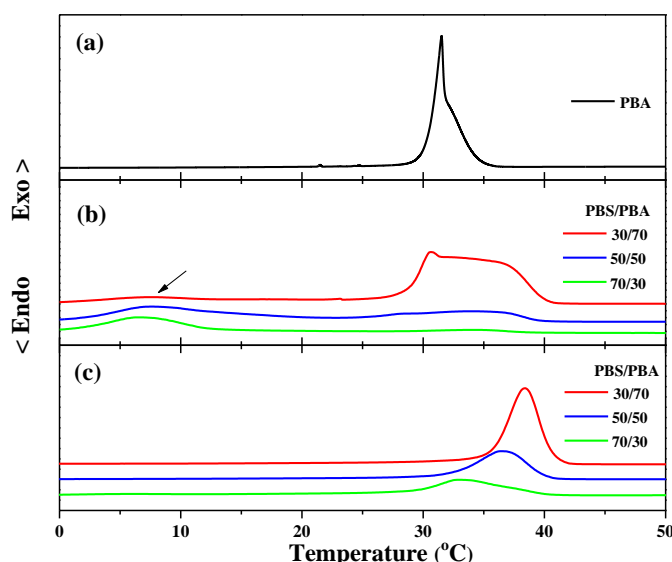 (a)
PBA
(b)
PBS/PBA
30/70
50/50
70/30
(c)
PBS/PBA
30/70
50/50
70/30
< Endo Exo >
0 10 20 30 40 50
Temperature (°C)